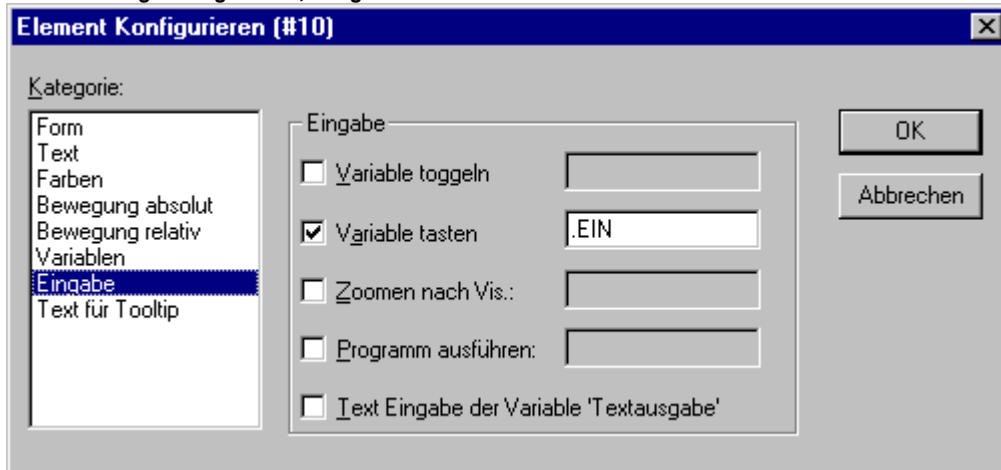 Element Konfigurieren (#10)
Kategorie:
Form
Text
Farben
Bewegung absolut
Bewegung relativ
Variablen
Eingabe
Text für Tooltip
Eingabe
Variable toggeln
Variable tasten
.EIN
Zoomen nach Vis.:
Programm ausführen:
Text Eingabe der Variable 'Textausgabe'
OK
Abbrechen